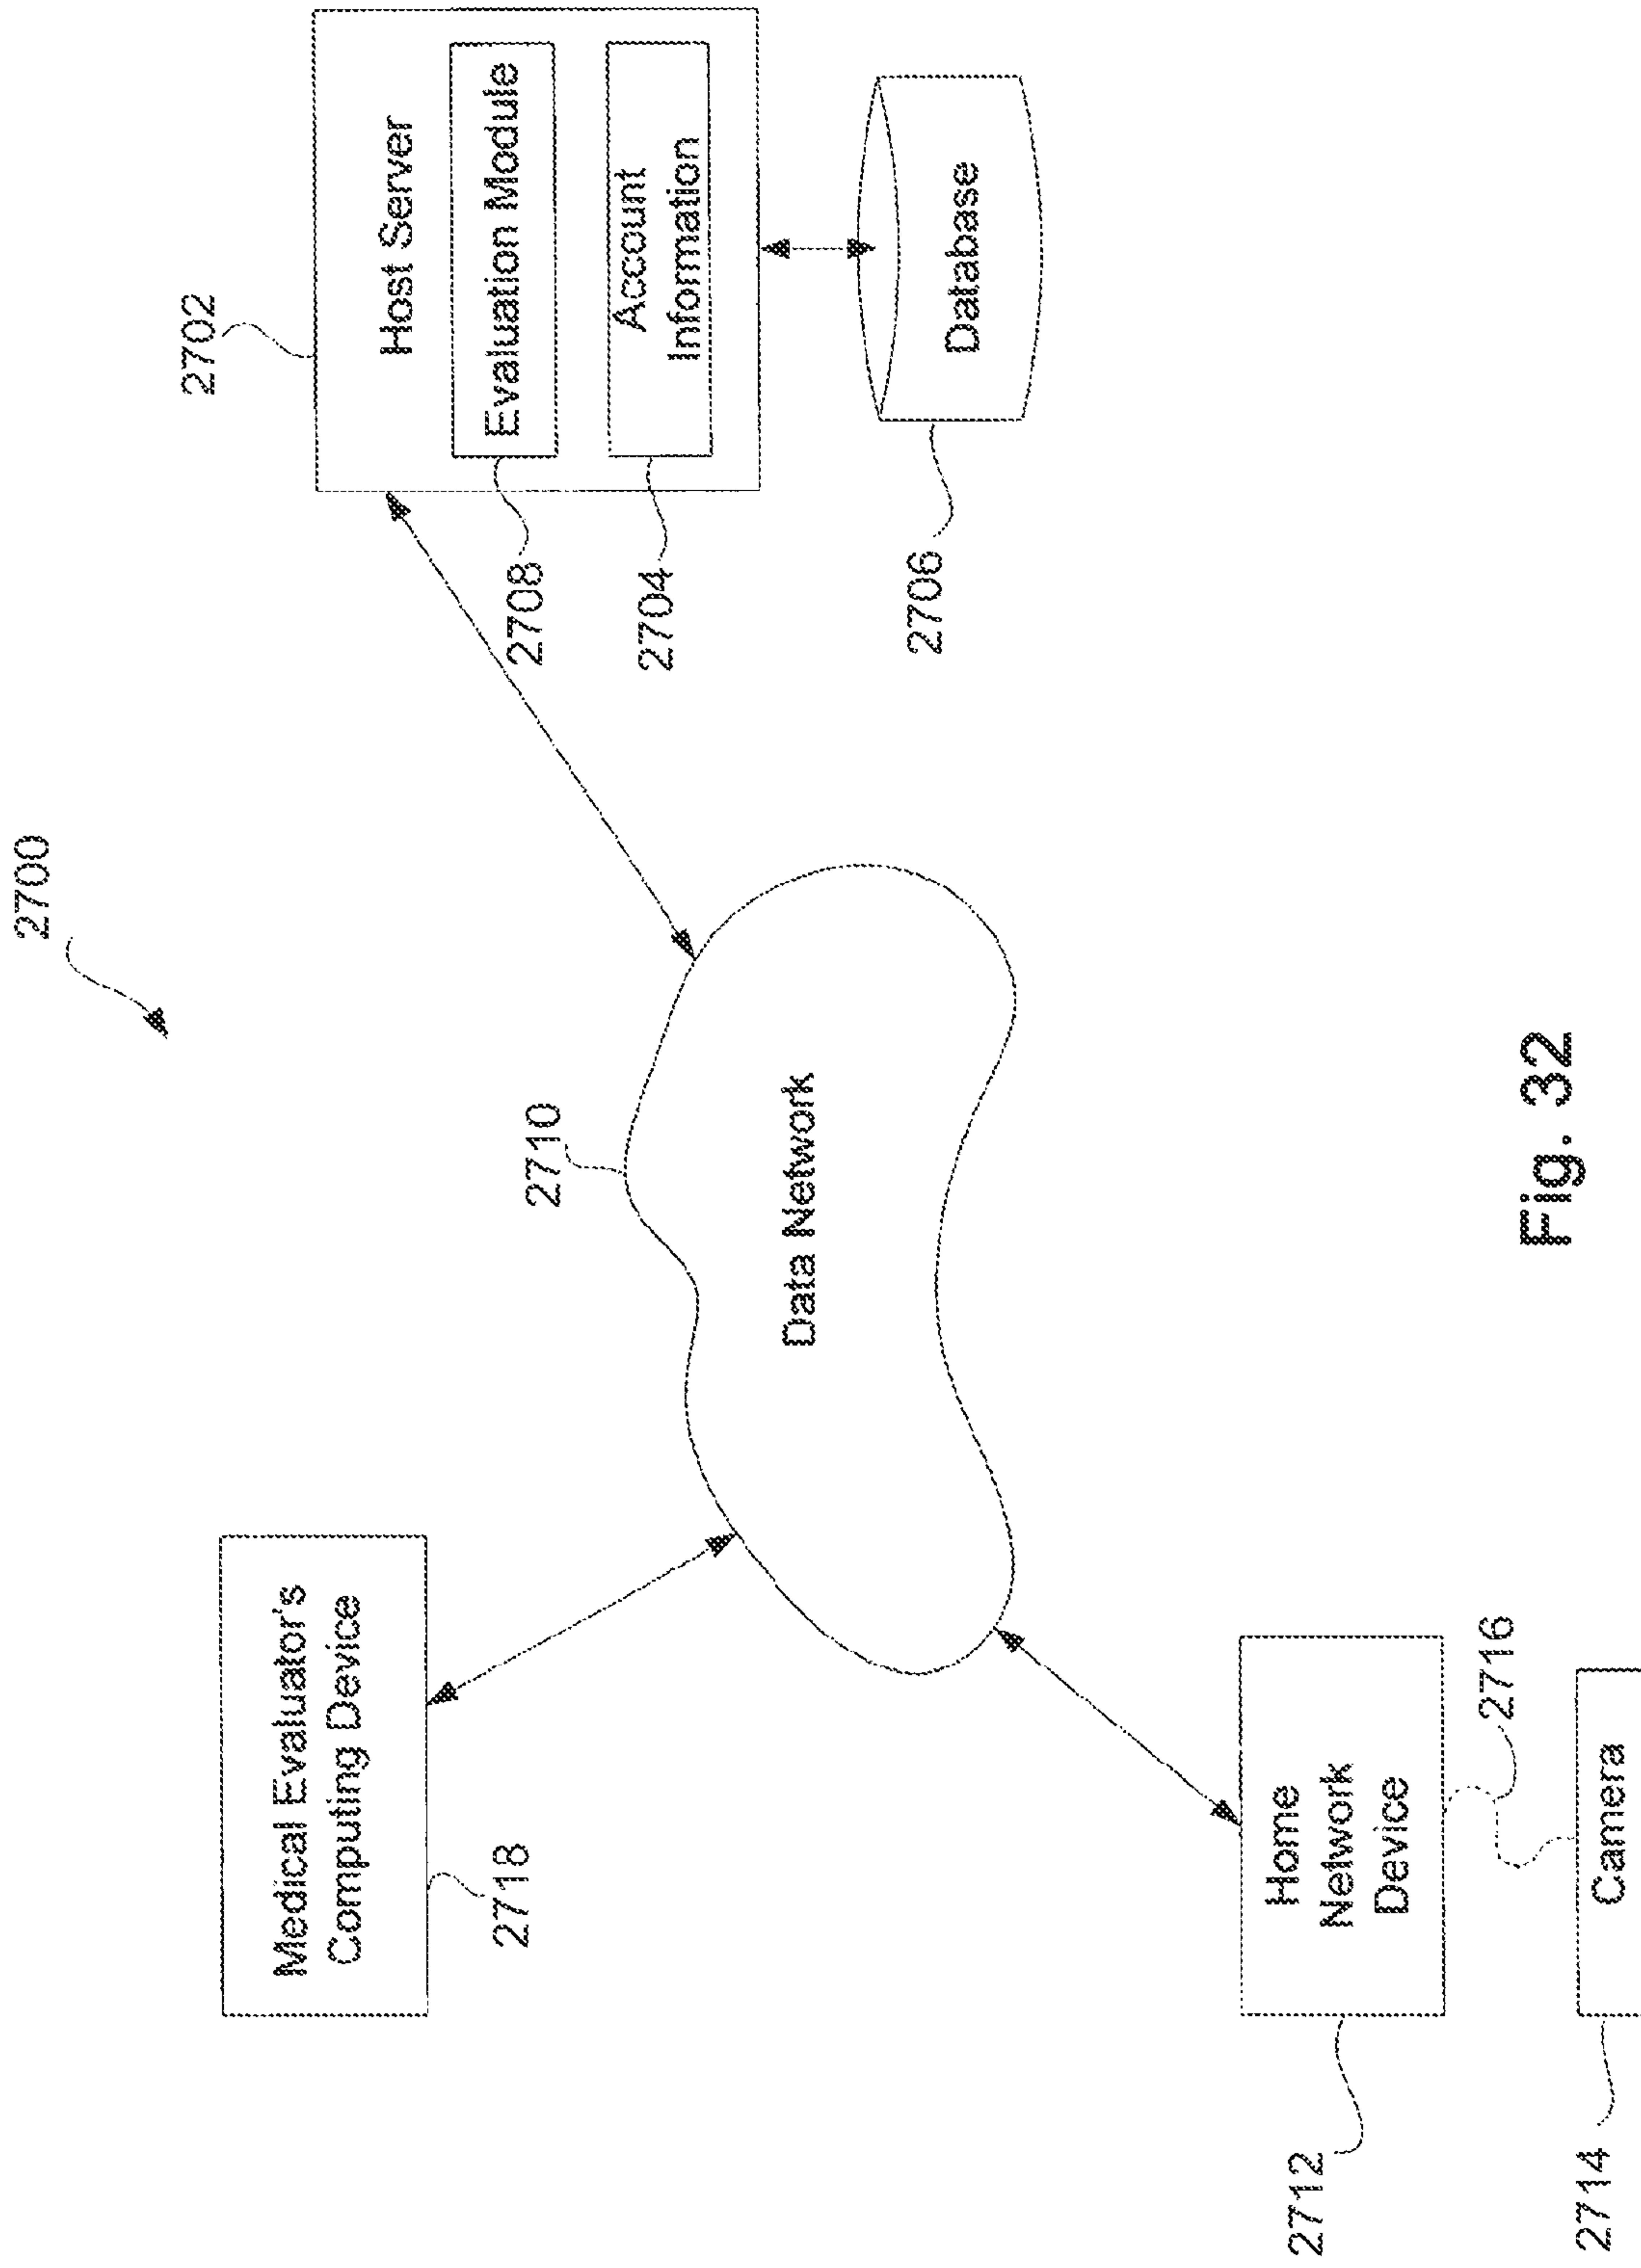 2700
2702
Host Server
Evaluation Module
Account
Information
2708
2704
Database
2706
2710
Data Network
Medical Evaluator's
Computing Device
2718
Home
Network
Device
2716
2712
Camera
2714
Fig. 32